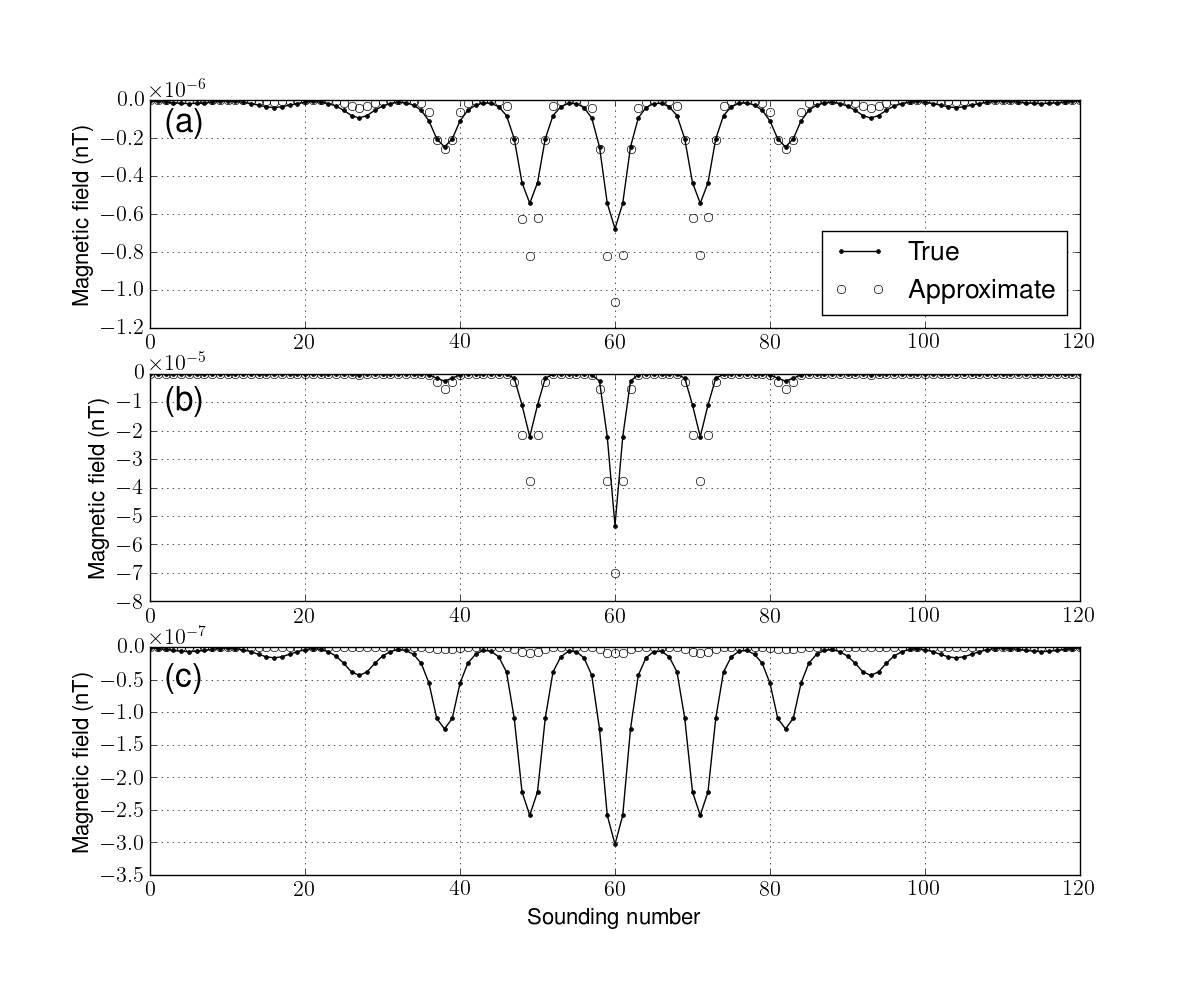 ×10⁻⁶
(a)
Magnetic field (nT)
0.0
−0.2
−0.4
−0.6
−0.8
−1.0
−1.2
True
Approximate
0 20 40 60 80 100 120
×10⁻⁵
(b)
Magnetic field (nT)
0
−1
−2
−3
−4
−5
−6
−7
−8
0 20 40 60 80 100 120
×10⁻⁷
(c)
Magnetic field (nT)
0.0
−0.5
−1.0
−1.5
−2.0
−2.5
−3.0
−3.5
0 20 40 60 80 100 120
Sounding number